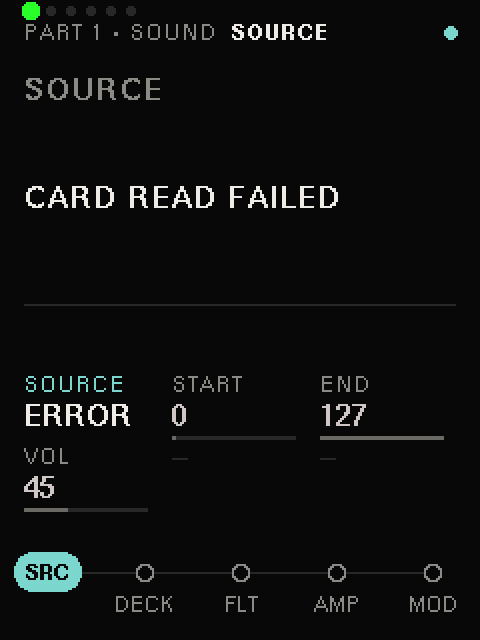 PART 1 · SOUND SOURCE
SOURCE
CARD READ FAILED
SOURCE START END
ERROR 0 127
VOL — —
45
SRC
DECK FLT AMP MOD